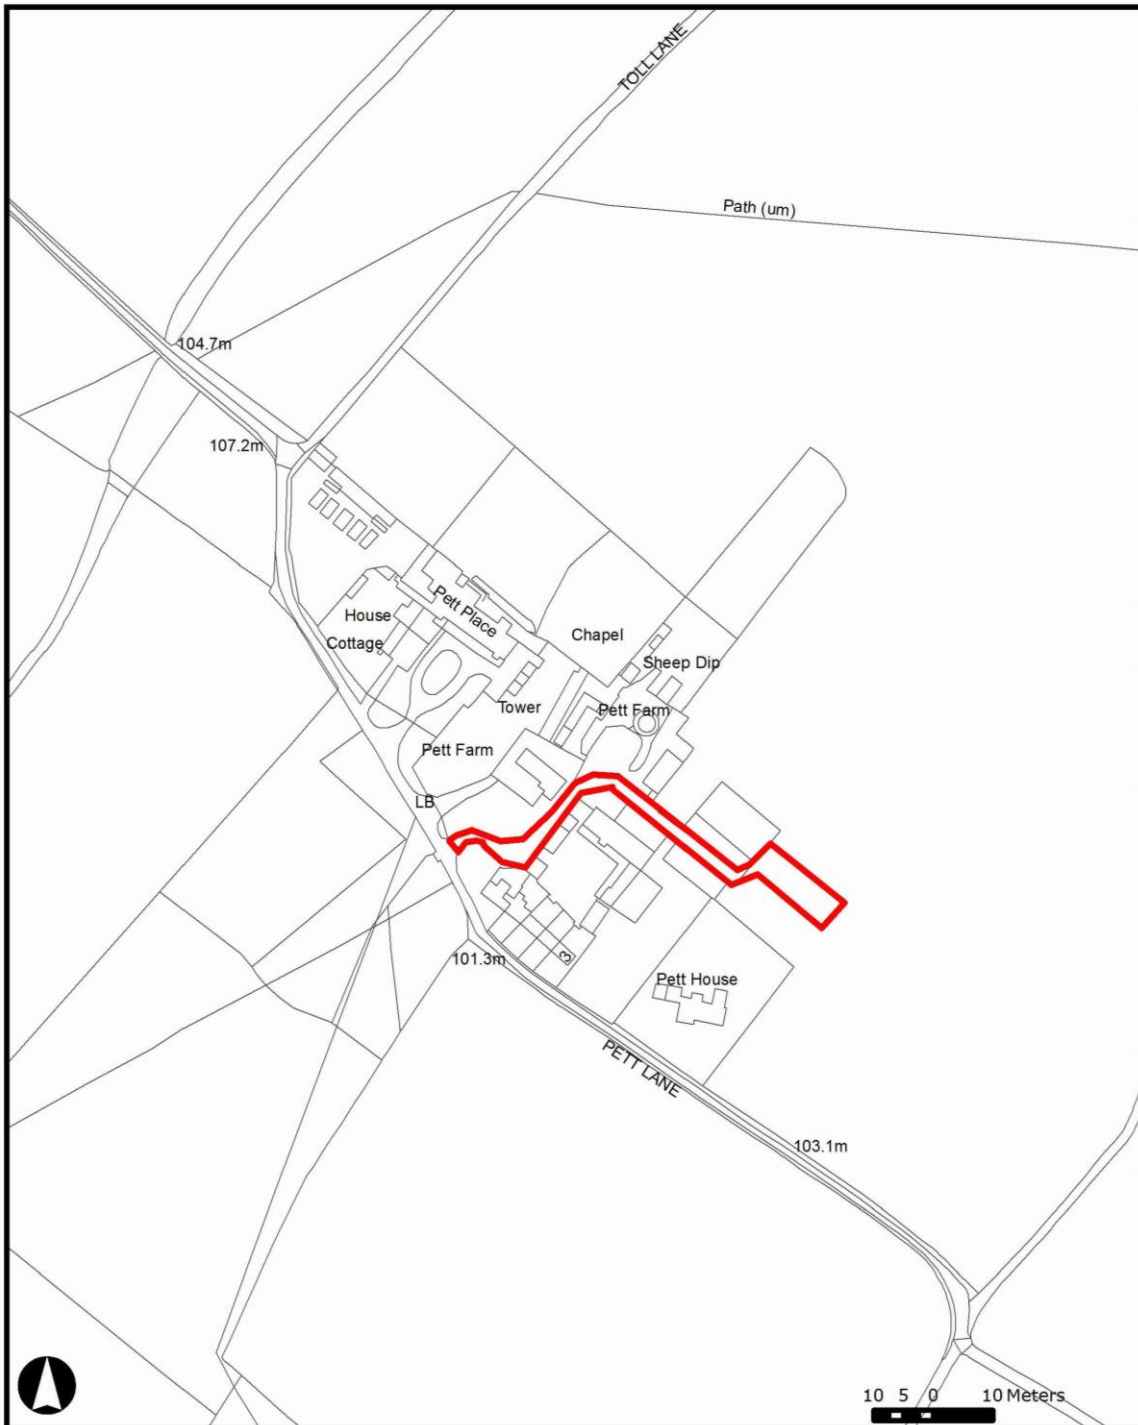 TOLL LANE
Path (um)
104.7m
107.2m
Pett Place
House
Chapel
Cottage
Sheep Dip
Tower
Pett Farm
Pett Farm
LB
3
101.3m
Pett House
PETT LANE
103.1m
10 5 0 10 Meters